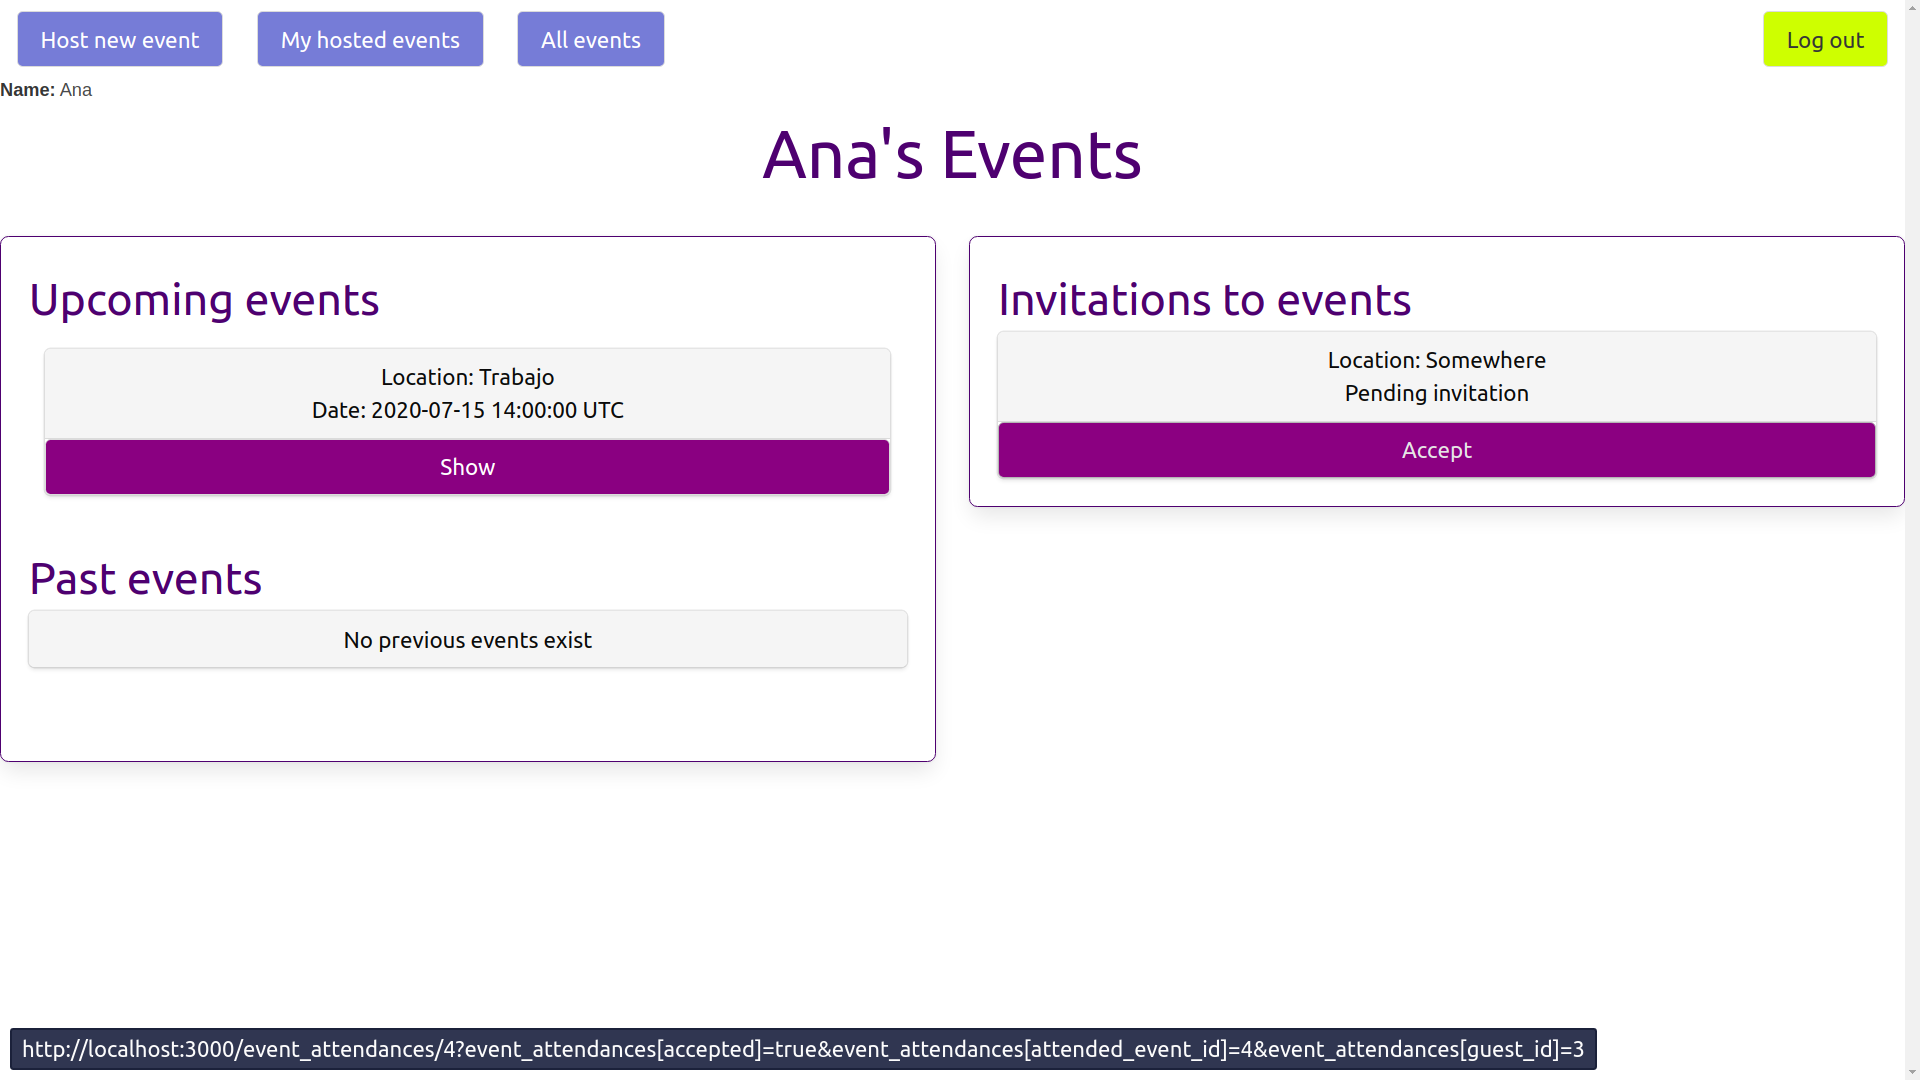 Host new event
My hosted events
All events
Log out
Name: Ana
Ana's Events
Upcoming events
Location: Trabajo
Date: 2020-07-15 14:00:00 UTC
Show
Past events
No previous events exist
Invitations to events
Location: Somewhere
Pending invitation
Accept
http://localhost:3000/event_attendances/4?event_attendances[accepted]=true&event_attendances[attended_event_id]=4&event_attendances[guest_id]=3